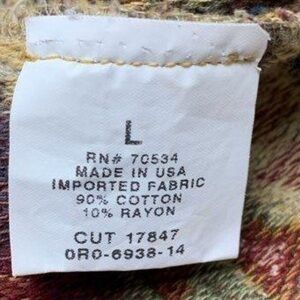 L
RN# 70534
MADE IN USA
IMPORTED FABRIC
90% COTTON
10% RAYON
CUT 17847
0R0-6938-14